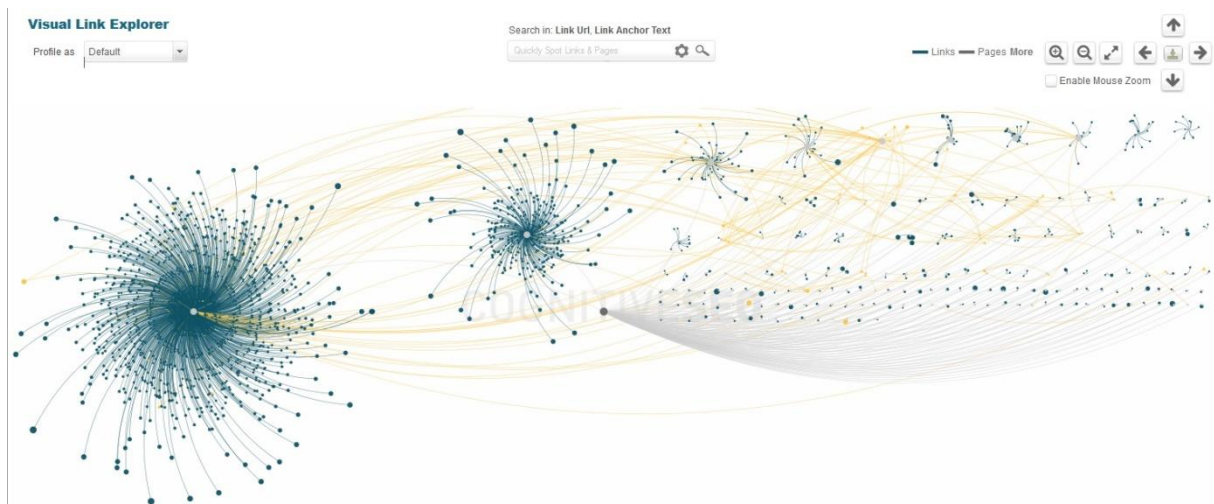 Visual Link Explorer
Profile as Default
Search in: Link Url, Link Anchor Text
Quickly Spot Links & Pages
Links Pages More
Enable Mouse Zoom
COGNITIVESEO